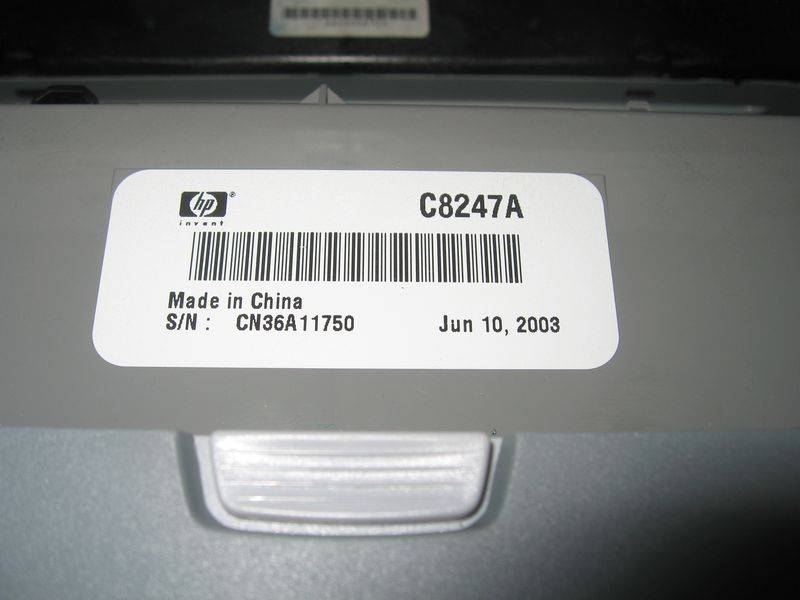 hp
invent
C8247A
Made in China
S/N : CN36A11750
Jun 10, 2003